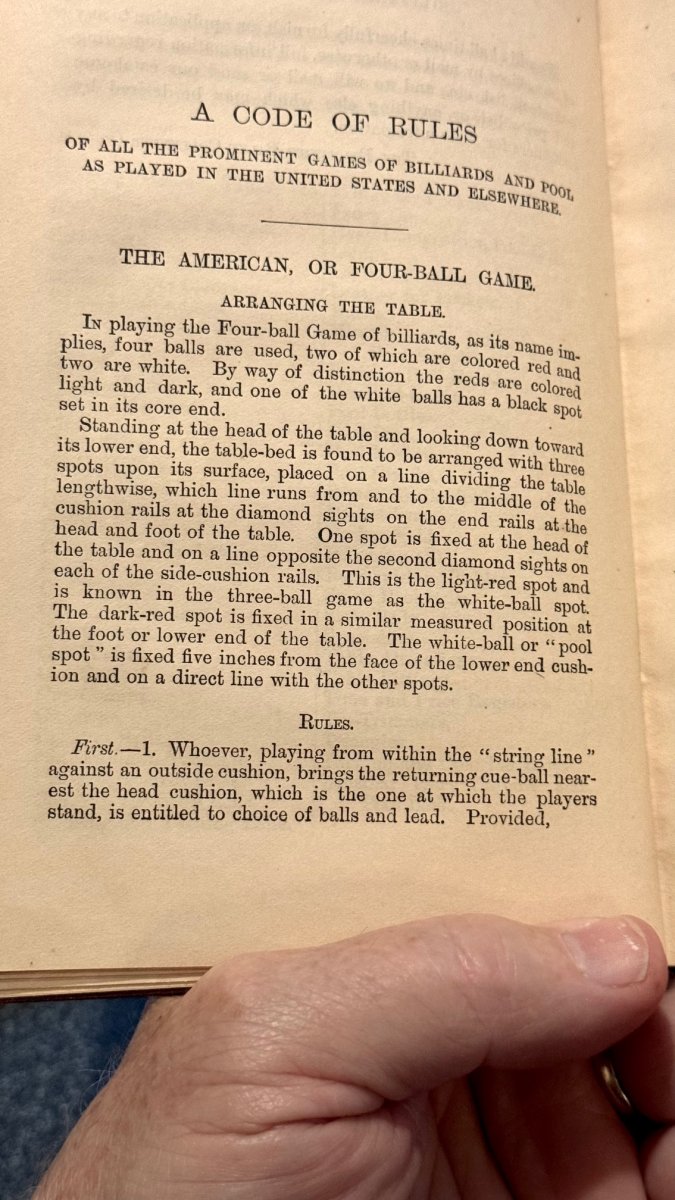 A CODE OF RULES
OF ALL THE PROMINENT GAMES OF BILLIARDS AND POOL
AS PLAYED IN THE UNITED STATES AND ELSEWHERE.
THE AMERICAN, OR FOUR-BALL GAME.
ARRANGING THE TABLE.
In playing the Four-ball Game of billiards, as its name im-
plies, four balls are used, two of which are colored red and
two are white. By way of distinction the reds are colored
light and dark, and one of the white balls has a black spot
set in its core end.
Standing at the head of the table and looking down toward
its lower end, the table-bed is found to be arranged with three
spots upon its surface, placed on a line dividing the table
lengthwise, which line runs from and to the middle of the
cushion rails at the diamond sights on the end rails at the
head and foot of the table. One spot is fixed at the head of
the table and on a line opposite the second diamond sights on
each of the side-cushion rails. This is the light-red spot and
is known in the three-ball game as the white-ball spot.
The dark-red spot is fixed in a similar measured position at
the foot or lower end of the table. The white-ball or "pool
spot" is fixed five inches from the face of the lower end cush-
ion and on a direct line with the other spots.
Rules.
First.—1. Whoever, playing from within the "string line"
against an outside cushion, brings the returning cue-ball near-
est the head cushion, which is the one at which the players
stand, is entitled to choice of balls and lead. Provided,